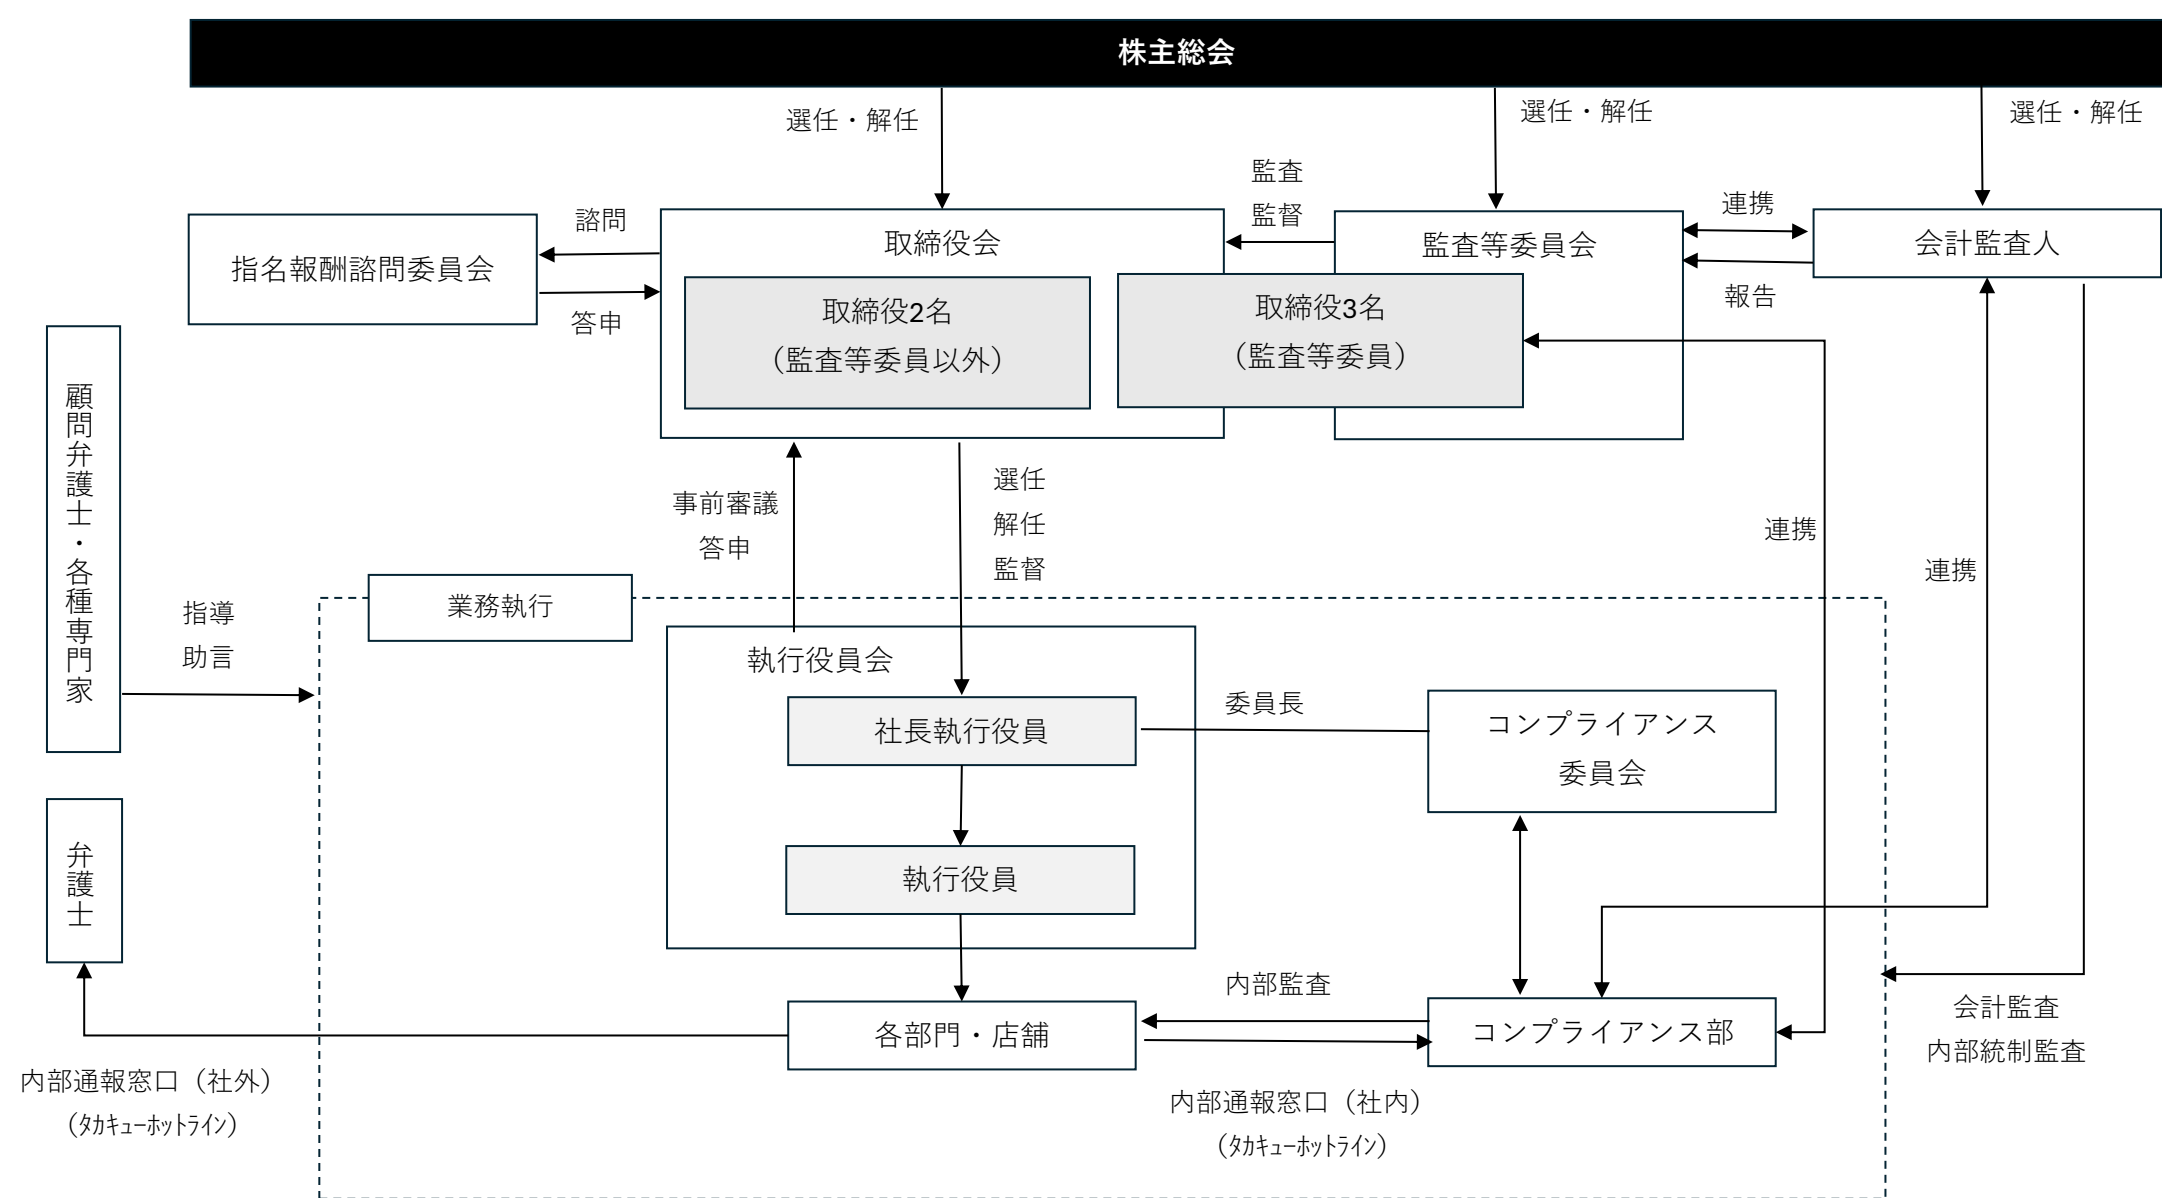 株主総会
選任・解任
選任・解任
選任・解任
監査
監督
諮問
指名報酬諮問委員会
答申
取締役会
取締役2名
（監査等委員以外）
取締役3名
（監査等委員）
監査等委員会
連携
報告
会計監査人
顧問弁護士・各種専門家
指導
助言
事前審議
答申
選任
解任
監督
連携
連携
業務執行
執行役員会
社長執行役員
委員長
コンプライアンス
委員会
執行役員
弁護士
内部監査
各部門・店舗
コンプライアンス部
会計監査
内部統制監査
内部通報窓口（社外）
（ﾀｶｷｭｰﾎｯﾄﾗｲﾝ）
内部通報窓口（社内）
（ﾀｶｷｭｰﾎｯﾄﾗｲﾝ）